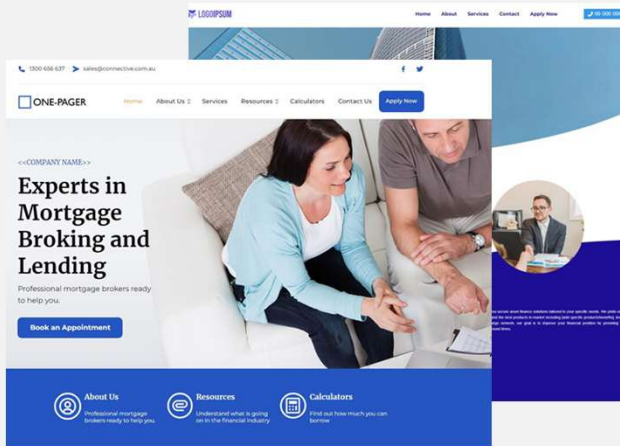 LOGOIPSUM
Home About Services Contact Apply Now
1300 656 637 sales@connective.com.au
ONE-PAGER
Home About Us Services Resources Calculators Contact Us Apply Now
<<COMPANY NAME>>
Experts in
Mortgage
Broking and
Lending
Professional mortgage brokers ready
to help you.
Book an Appointment
About Us
Professional mortgage
brokers ready to help you.
Resources
Understand what is going
on in the financial industry
Calculators
Find out how much you can
borrow